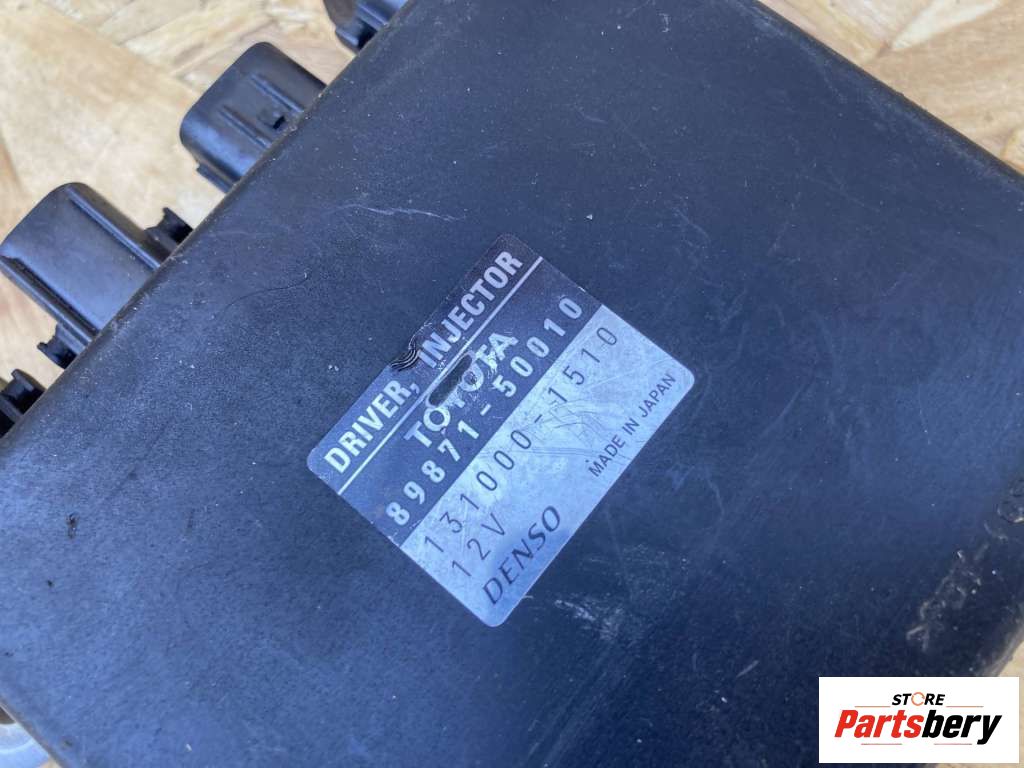 DRIVER, INJECTOR
TOYOTA
89871-50010
131000-1510
12V
DENSO MADE IN JAPAN
STORE
Partsbery